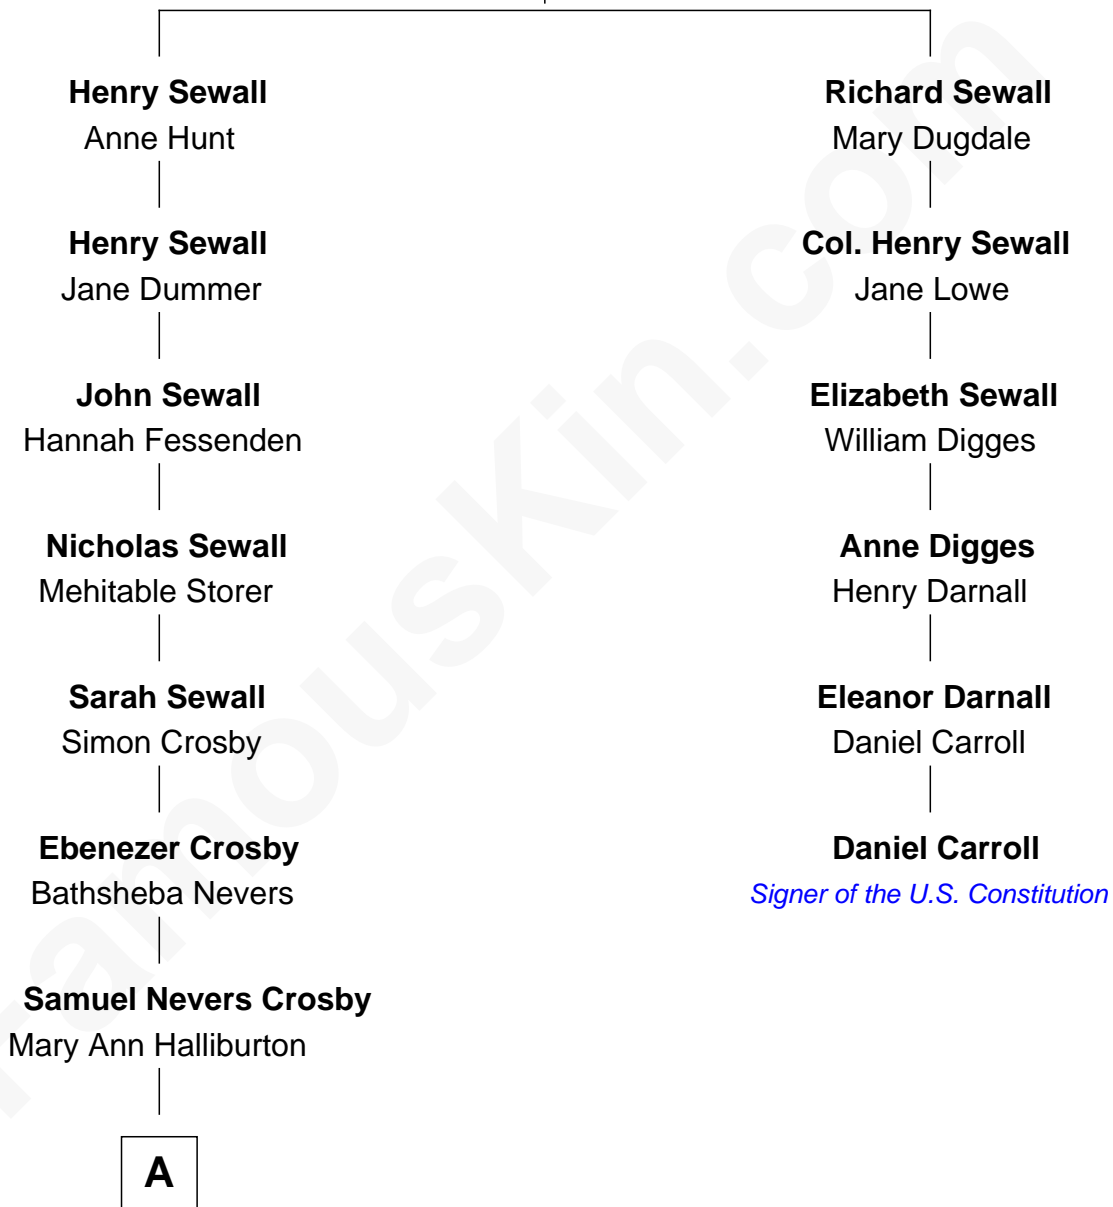 Henry Sewall
Anne Hunt
Henry Sewall
Jane Dummer
John Sewall
Hannah Fessenden
Nicholas Sewall
Mehitable Storer
Sarah Sewall
Simon Crosby
Ebenezer Crosby
Bathsheba Nevers
Samuel Nevers Crosby
Mary Ann Halliburton
A
Richard Sewall
Mary Dugdale
Col. Henry Sewall
Jane Lowe
Elizabeth Sewall
William Digges
Anne Digges
Henry Darnall
Eleanor Darnall
Daniel Carroll
Daniel Carroll
Signer of the U.S. Constitution
FamousKin.com